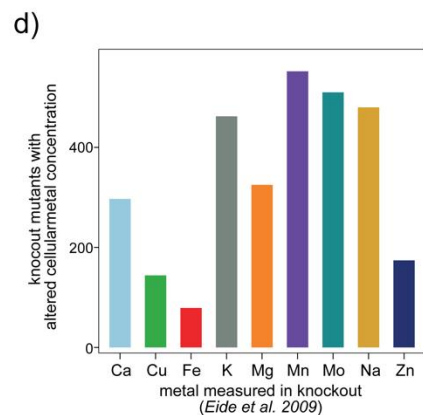 d)
knocout mutants with
altered cellularmetal concentration
400
200
0
Ca Cu Fe K Mg Mn Mo Na Zn
metal measured in knockout
(Eide et al. 2009)